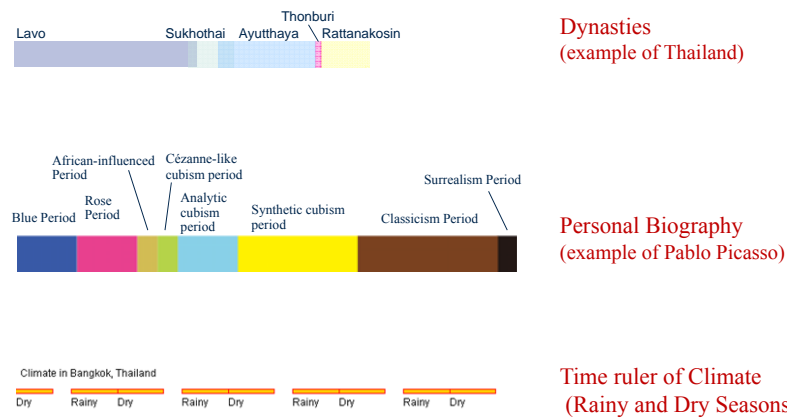 Thonburi
Lavo Sukhothai Ayutthaya Rattanakosin
Dynasties
(example of Thailand)
African-influenced Period
Cézanne-like cubism period
Surrealism Period
Blue Period
Rose Period
Analytic cubism period
Synthetic cubism period
Classicism Period
Personal Biography
(example of Pablo Picasso)
Climate in Bangkok, Thailand
Dry Rainy Dry Rainy Dry Rainy Dry Rainy Dry
Time ruler of Climate
(Rainy and Dry Seasons